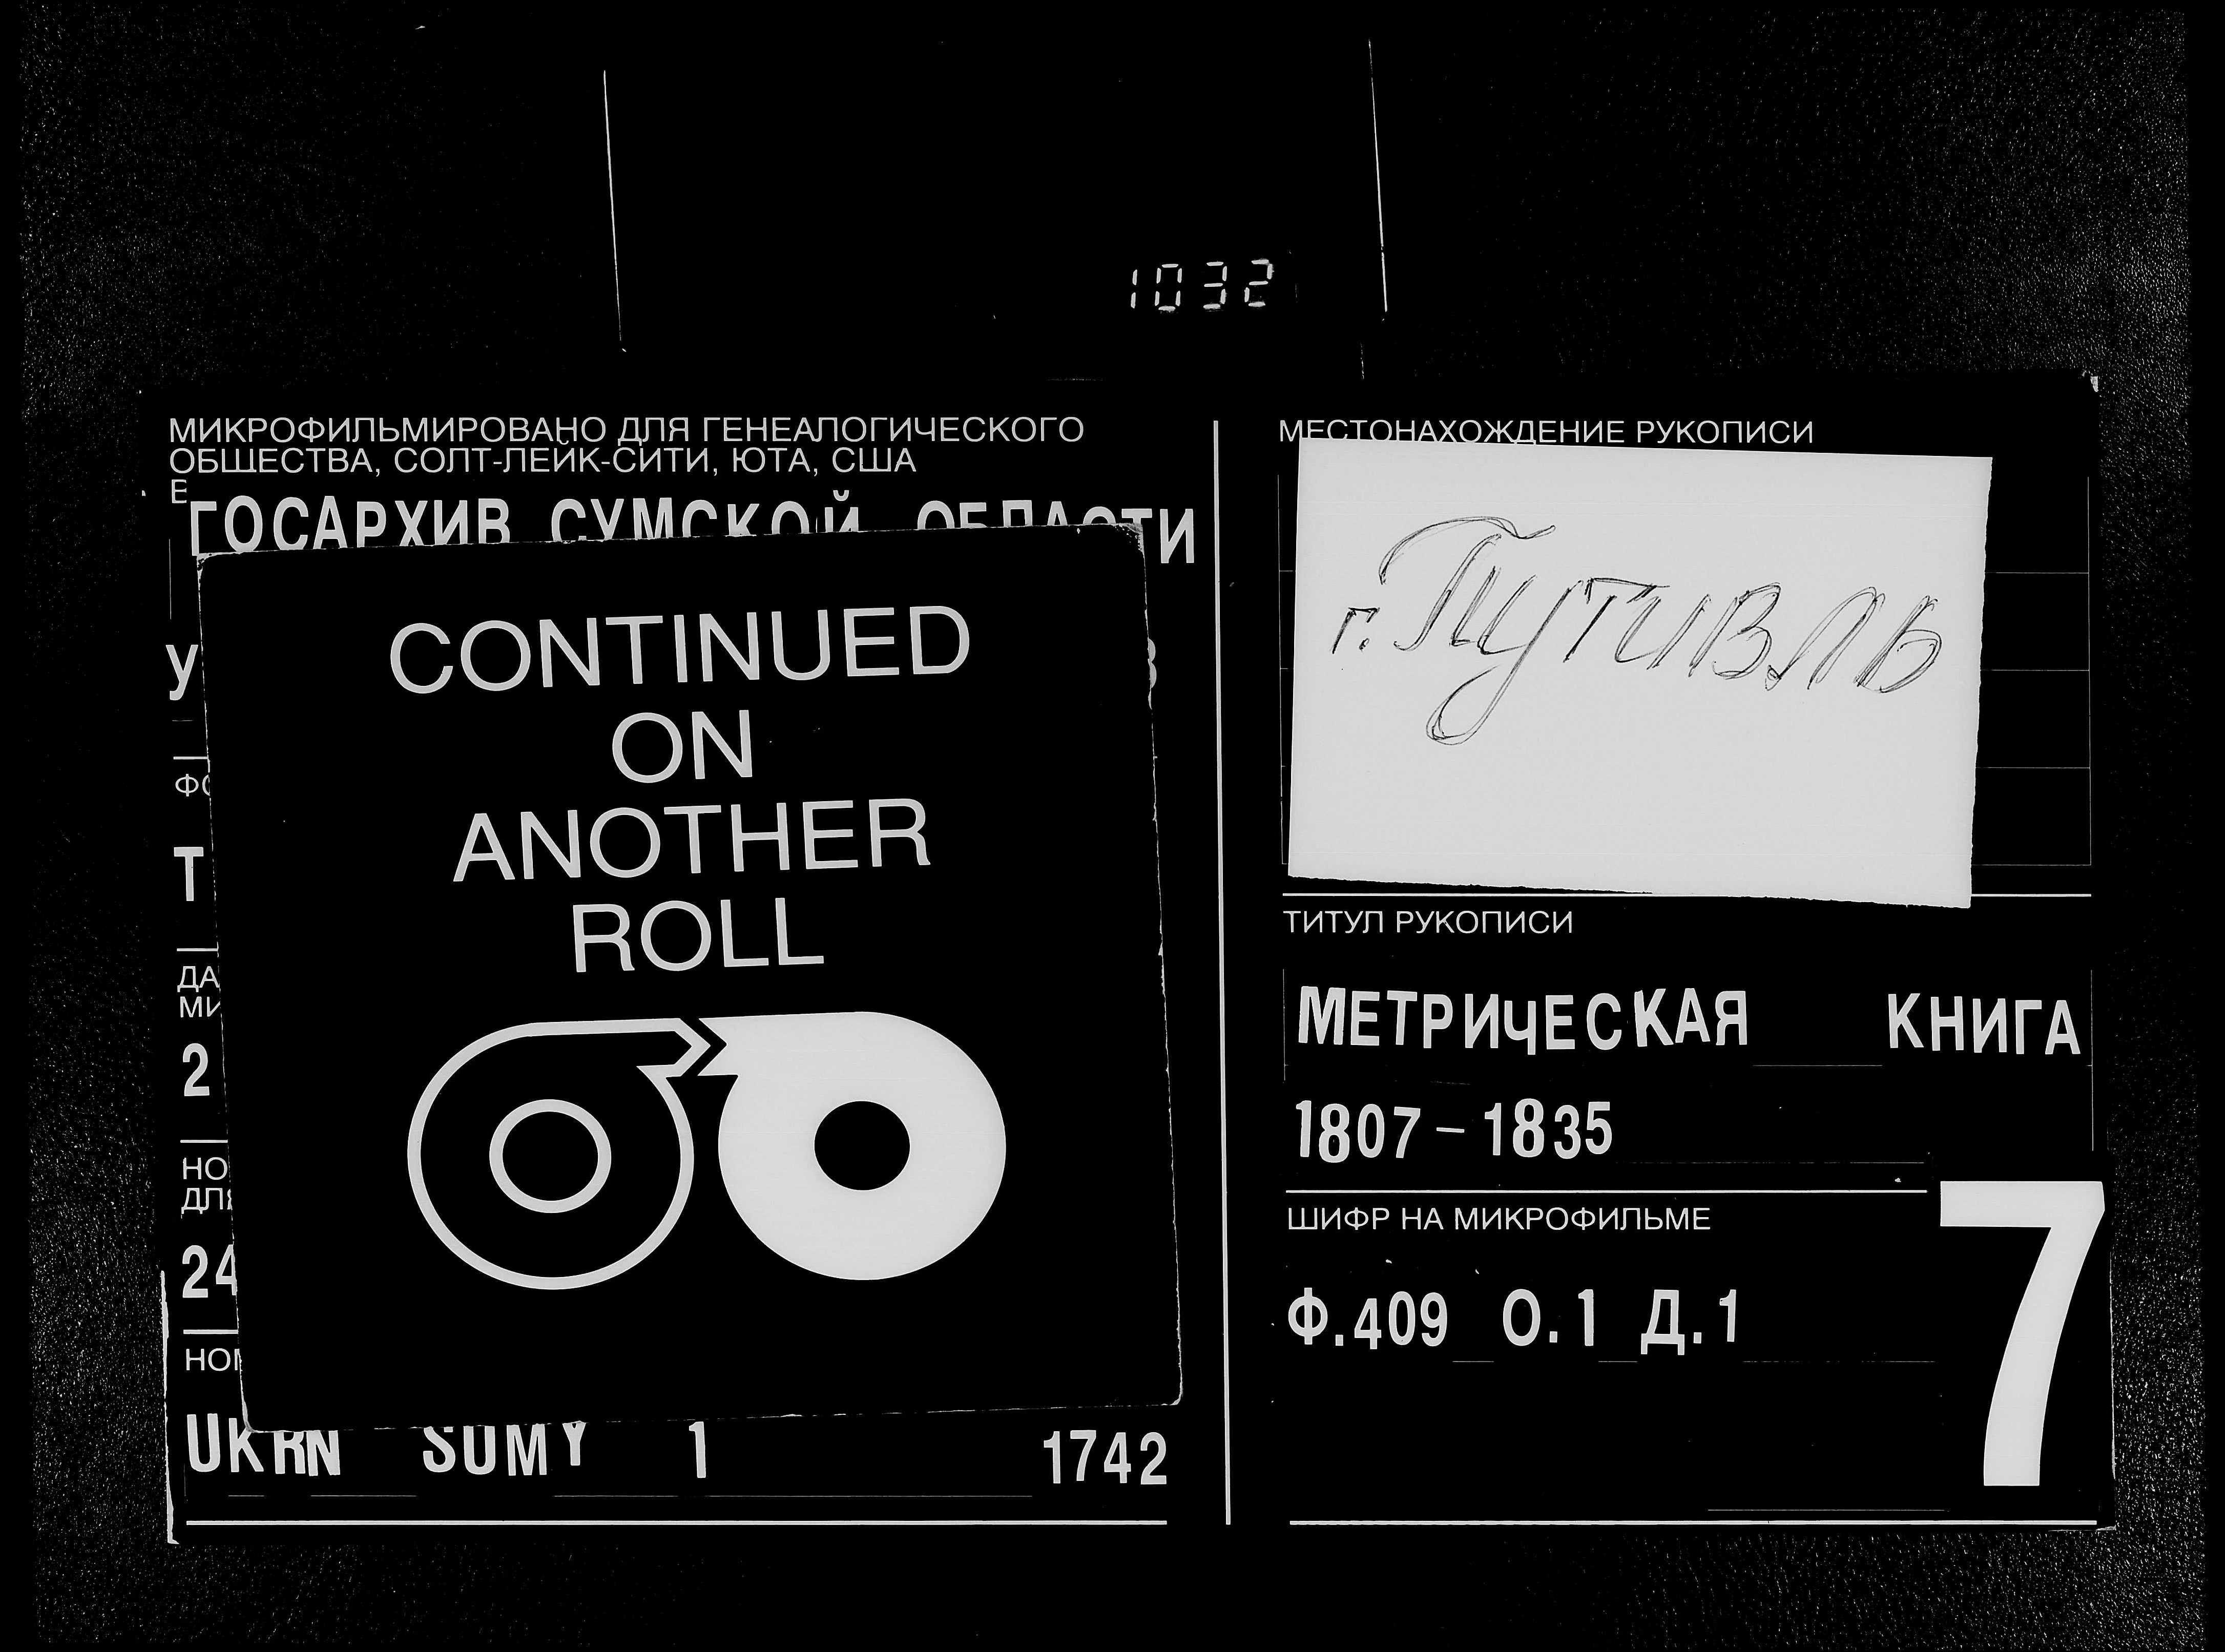 1032
МИКРОФИЛЬМИРОВАНО ДЛЯ ГЕНЕАЛОГИЧЕСКОГО
ОБЩЕСТВА, СОЛТ-ЛЕЙК-СИТИ, ЮТА, США
ГОСАРХИВ СУМСКОЙ ОБЛАСТИ
CONTINUED
ON
ANOTHER
ROLL
UKRN SUMY 1 1742
МЕСТОНАХОЖДЕНИЕ РУКОПИСИ
г. Путивль
ТИТУЛ РУКОПИСИ
МЕТРИЧЕСКАЯ КНИГА
1807-1835
ШИФР НА МИКРОФИЛЬМЕ
Ф.409 О.1 Д.1
7